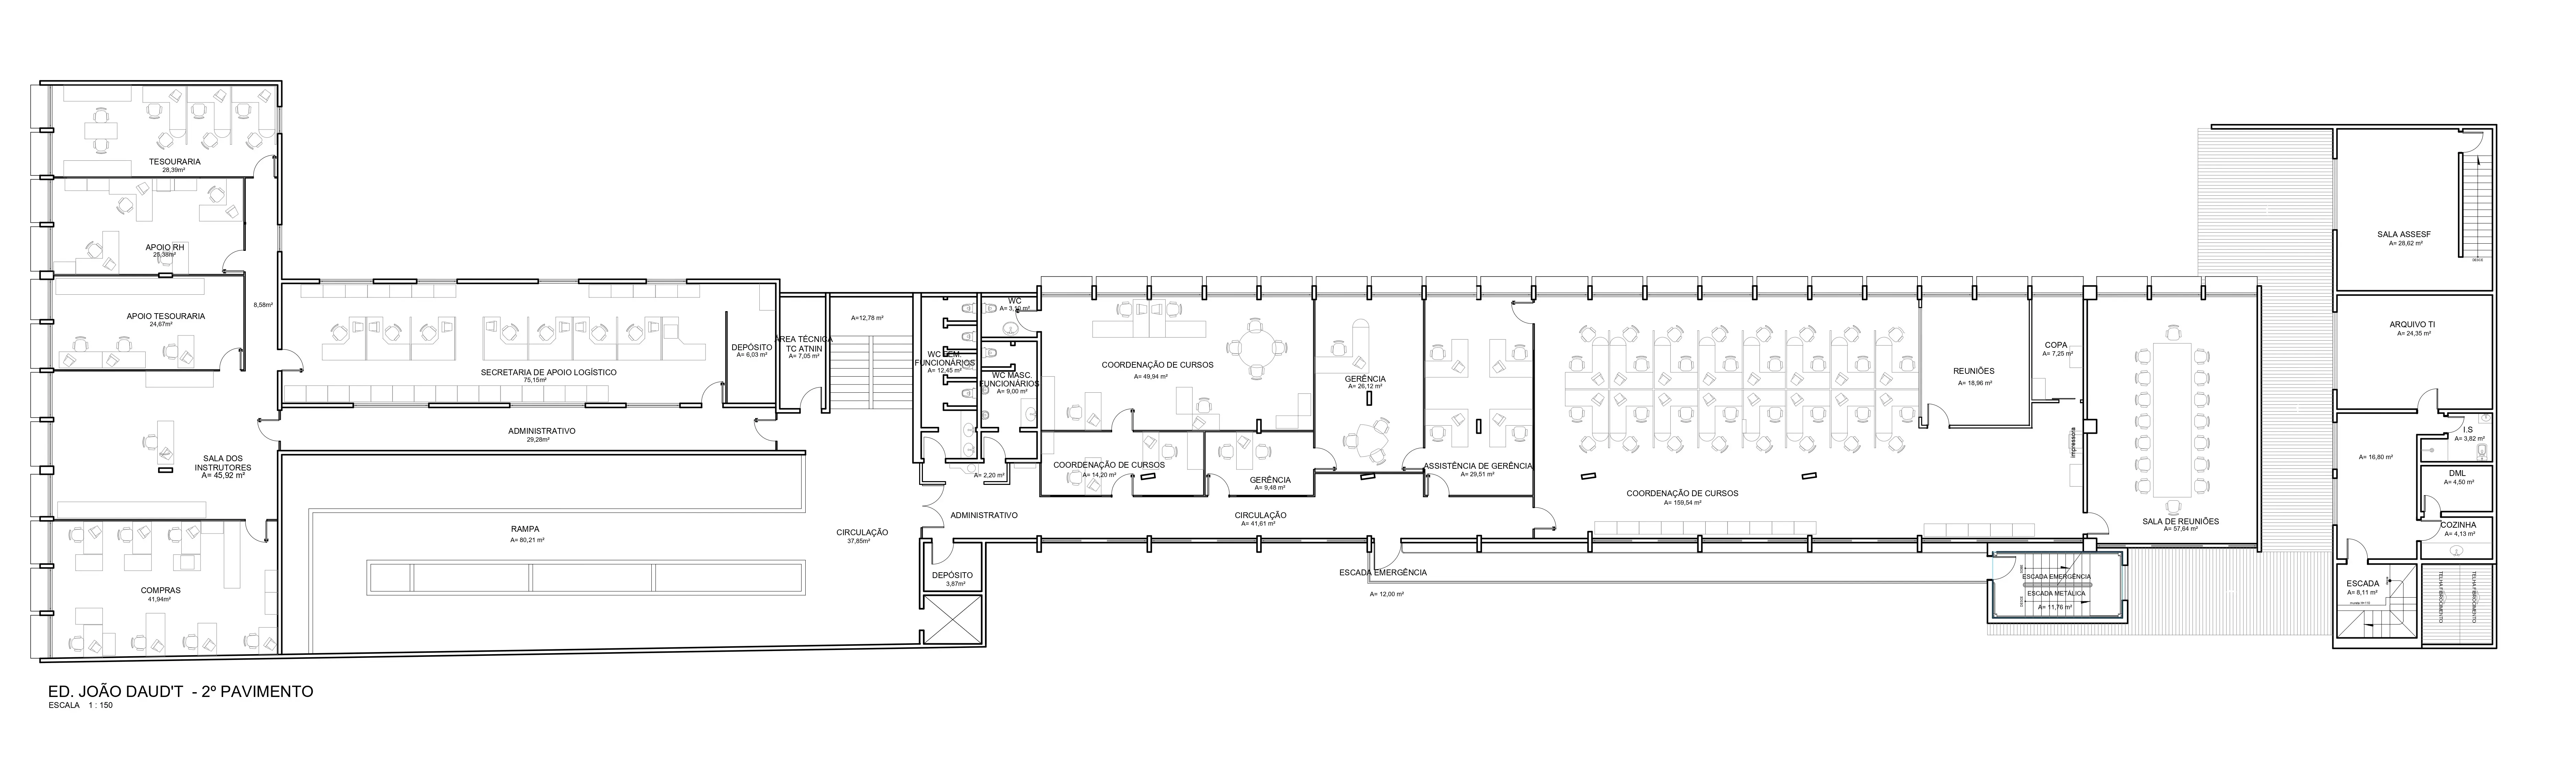 TESOURARIA
28,39m²
APOIO RH
25,38m²
APOIO TESOURARIA
24,67m²
8,58m²
SALA DOS
INSTRUTORES
A= 45,92 m²
COMPRAS
41,94m²
SECRETARIA DE APOIO LOGÍSTICO
75,15m²
DEPÓSITO
A= 6,03 m²
ÁREA TÉCNICA
TC ATNIN
A= 7,05 m²
A=12,78 m²
ADMINISTRATIVO
29,28m²
RAMPA
A= 80,21 m²
CIRCULAÇÃO
37,85m²
WC FEM.
FUNCIONÁRIOS
A= 12,45 m²
WC
A= 3,10 m²
WC MASC.
FUNCIONÁRIOS
A= 9,00 m²
A= 2,20 m²
ADMINISTRATIVO
DEPÓSITO
3,87m²
COORDENAÇÃO DE CURSOS
A= 49,94 m²
COORDENAÇÃO DE CURSOS
A= 14,20 m²
GERÊNCIA
A= 9,48 m²
GERÊNCIA
A= 26,12 m²
CIRCULAÇÃO
A= 41,61 m²
ASSISTÊNCIA DE GERÊNCIA
A= 29,51 m²
ESCADA EMERGÊNCIA
A= 12,00 m²
COORDENAÇÃO DE CURSOS
A= 159,54 m²
REUNIÕES
A= 18,96 m²
COPA
A= 7,25 m²
impressora
SALA DE REUNIÕES
A= 57,64 m²
ESCADA EMERGÊNCIA
ESCADA METÁLICA
A= 11,76 m²
SALA ASSESF
A= 28,62 m²
DESCE
ARQUIVO TI
A= 24,35 m²
A= 16,80 m²
I.S
A= 3,82 m²
DML
A= 4,50 m²
COZINHA
A= 4,13 m²
ESCADA
A= 8,11 m²
TELHA FIBROCIMENTO
TELHA FIBROCIMENTO
ED. JOÃO DAUD'T - 2º PAVIMENTO
ESCALA 1 : 150